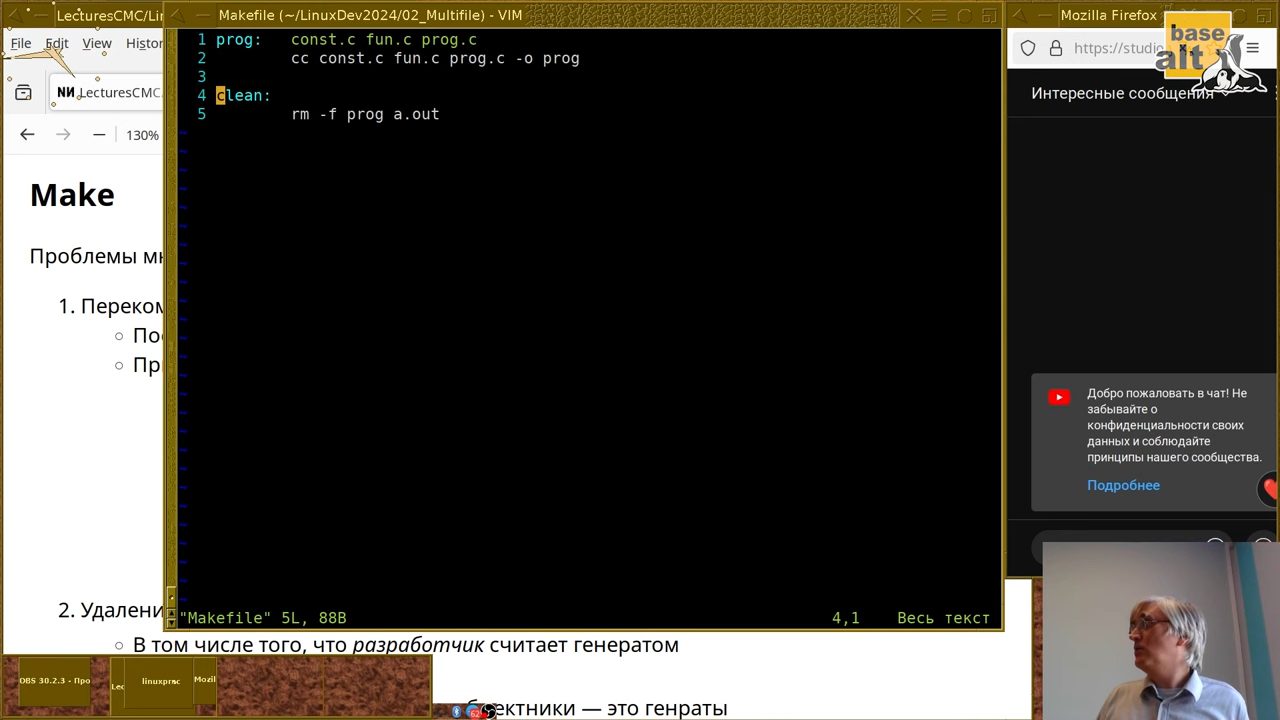 LecturesCMC/Li
Makefile (~/LinuxDev2024/02_Multifile) - VIM
Mozilla Firefox
File Edit View Histor
LecturesCMC
130%
https://studio
base
alt
Интересные сообщения
1 prog: const.c fun.c prog.c
2 cc const.c fun.c prog.c -o prog
3
4 clean:
5 rm -f prog a.out
~
"Makefile" 5L, 88B
4,1
Весь текст
Make
Проблемы мн
1. Переком
Пос
Пр
2. Удалени
В том числе того, что разработчик считает генератом
ектники — это генраты
Добро пожаловать в чат! Не
забывайте о
конфиденциальности своих
данных и соблюдайте
принципы нашего сообщества.
Подробнее
OBS 30.2.3 - Про
Lec
linuxprac
Mozil